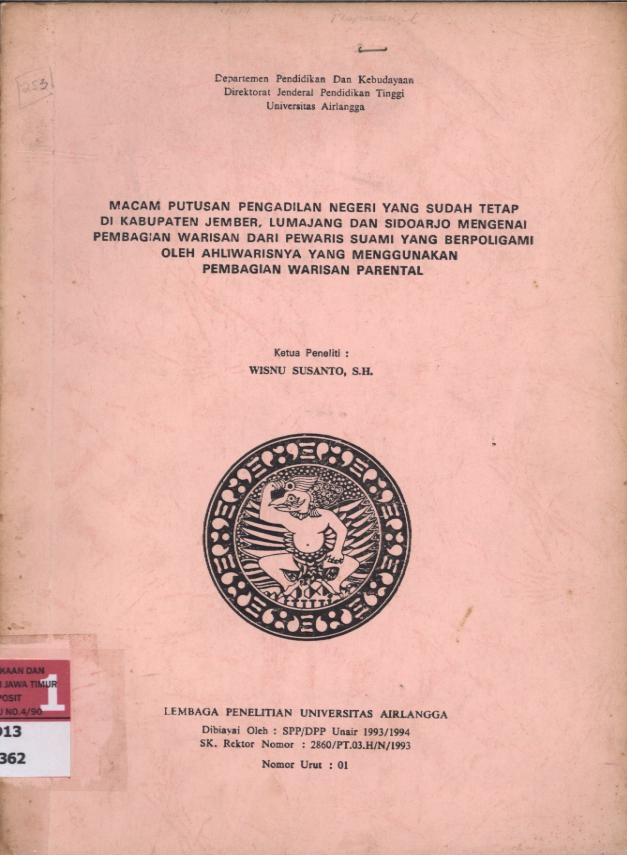 253
Departemen Pendidikan Dan Kebudayaan
Direktorat Jenderal Pendidikan Tinggi
Universitas Airlangga
MACAM PUTUSAN PENGADILAN NEGERI YANG SUDAH TETAP
DI KABUPATEN JEMBER, LUMAJANG DAN SIDOARJO MENGENAI
PEMBAGIAN WARISAN DARI PEWARIS SUAMI YANG BERPOLIGAMI
OLEH AHLIWARISNYA YANG MENGGUNAKAN
PEMBAGIAN WARISAN PARENTAL
Ketua Peneliti :
WISNU SUSANTO, S.H.
KAAN DAN
JAWA TIMUR
POSIT
NO.4/90
1
013
362
LEMBAGA PENELITIAN UNIVERSITAS AIRLANGGA
Dibiayai Oleh : SPP/DPP Unair 1993/1994
SK. Rektor Nomor : 2860/PT.03.H/N/1993
Nomor Urut : 01